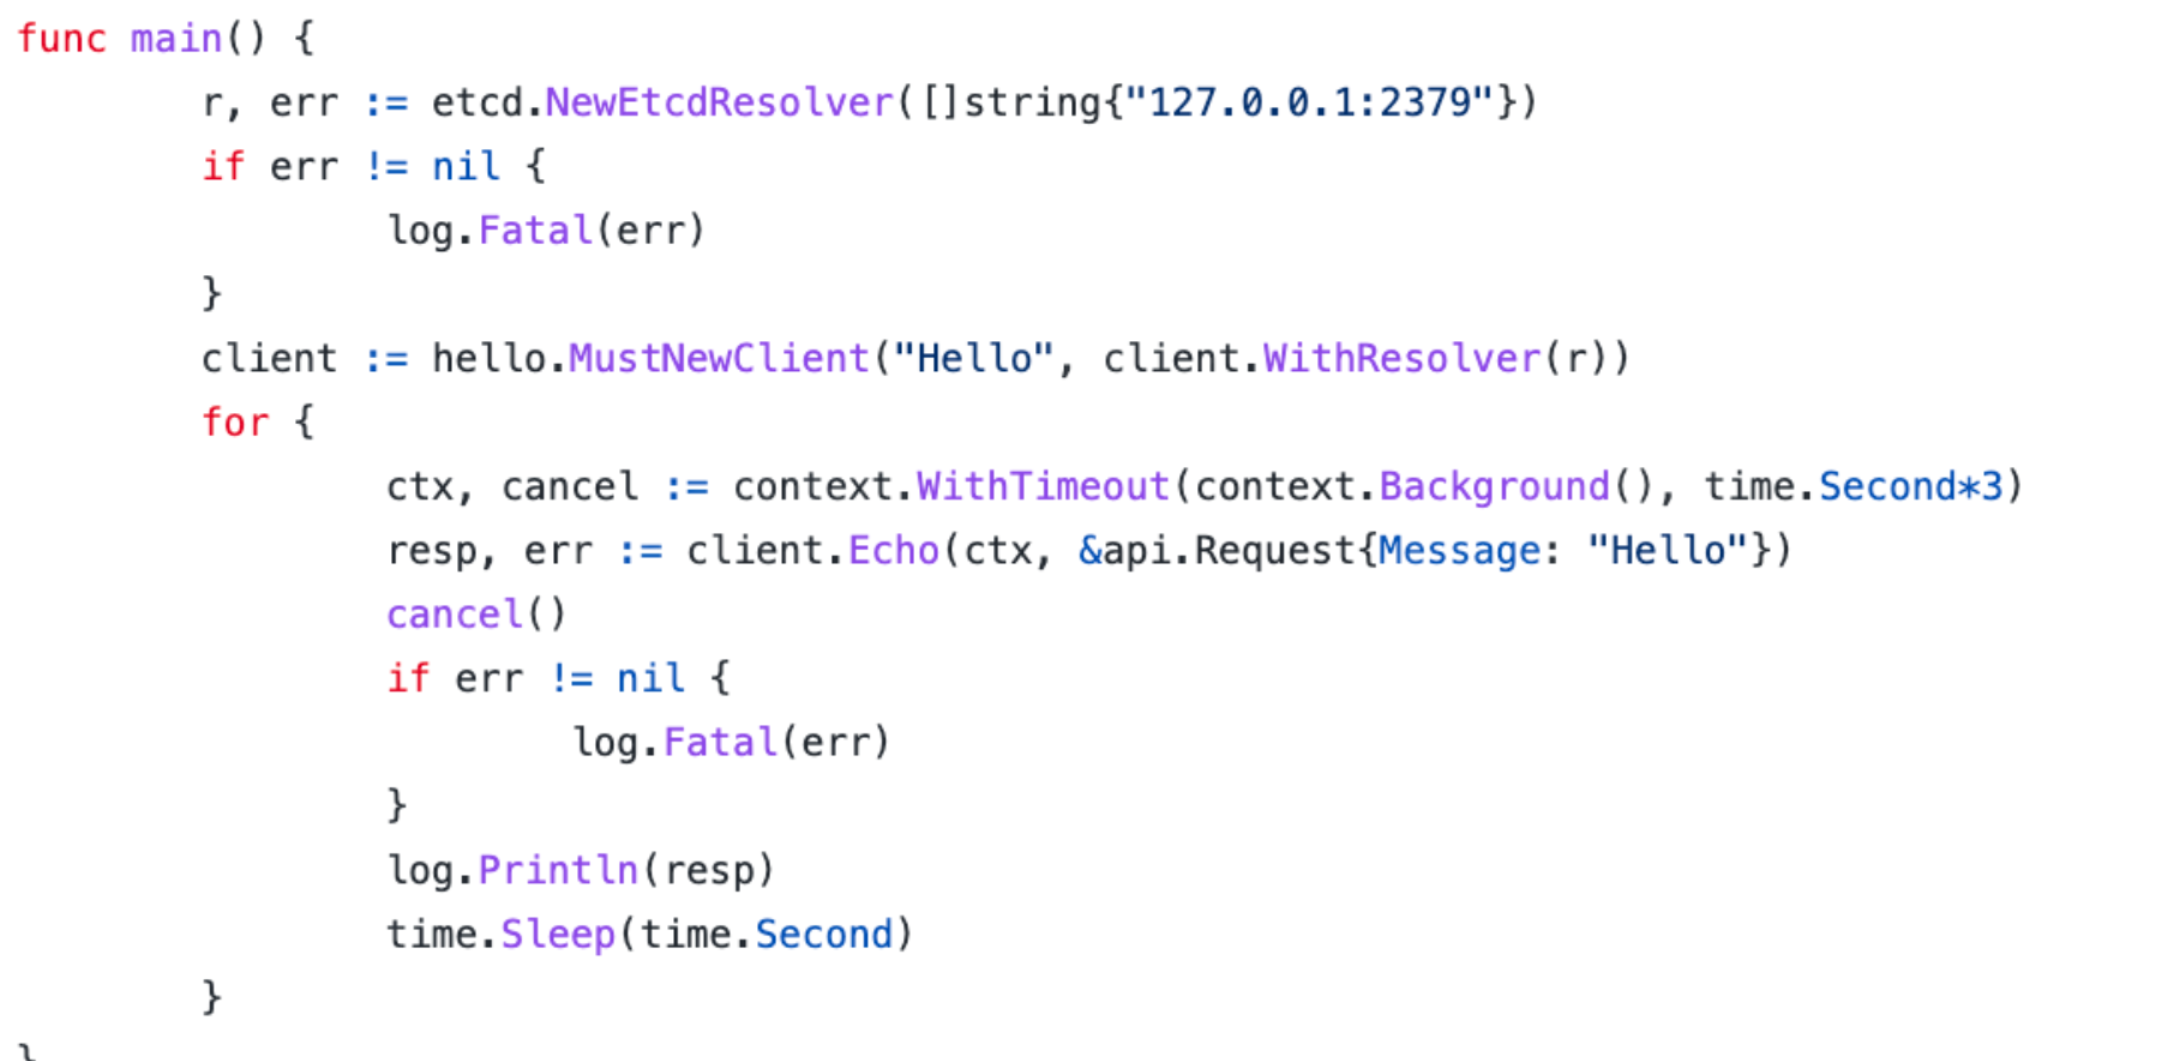 func main() {
        r, err := etcd.NewEtcdResolver([]string{"127.0.0.1:2379"})
        if err != nil {
                log.Fatal(err)
        }
        client := hello.MustNewClient("Hello", client.WithResolver(r))
        for {
                ctx, cancel := context.WithTimeout(context.Background(), time.Second*3)
                resp, err := client.Echo(ctx, &api.Request{Message: "Hello"})
                cancel()
                if err != nil {
                        log.Fatal(err)
                }
                log.Println(resp)
                time.Sleep(time.Second)
        }
}